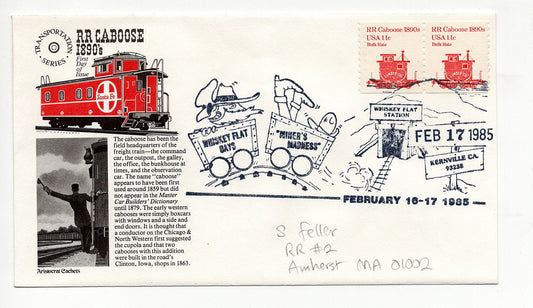 TRANSPORTATION
SERIES
RR CABOOSE
1890's
First
Day of
Issue
Santa Fe
The caboose has been the
field headquarters of the
freight train—the command
car, the outpost, the galley,
the office, the bunkhouse at
times, and the observation
car. The name "caboose"
appears to have been first
used around 1859 but did
not appear in the Master
Car Builders' Dictionary
until 1879. The early western
cabooses were simply boxcars
with windows and a side and
end doors. It is thought that
a conductor on the Chicago &
North Western first suggested
the cupola and that two
cabooses with this addition
were built in the road's
Clinton, Iowa, shops in 1863.
Aristocrat Cachets
RR Caboose 1890s
USA 11c
Bulk Rate
RR Caboose 1890s
USA 11c
Bulk Rate
WHISKEY FLAT
DAYS
"MINER'S
MADNESS"
WHISKEY FLAT
STATION
FEB 17 1985
KERNVILLE CA.
93238
FEBRUARY 16-17 1985
S Feller
RR #2
Amherst MA 01002